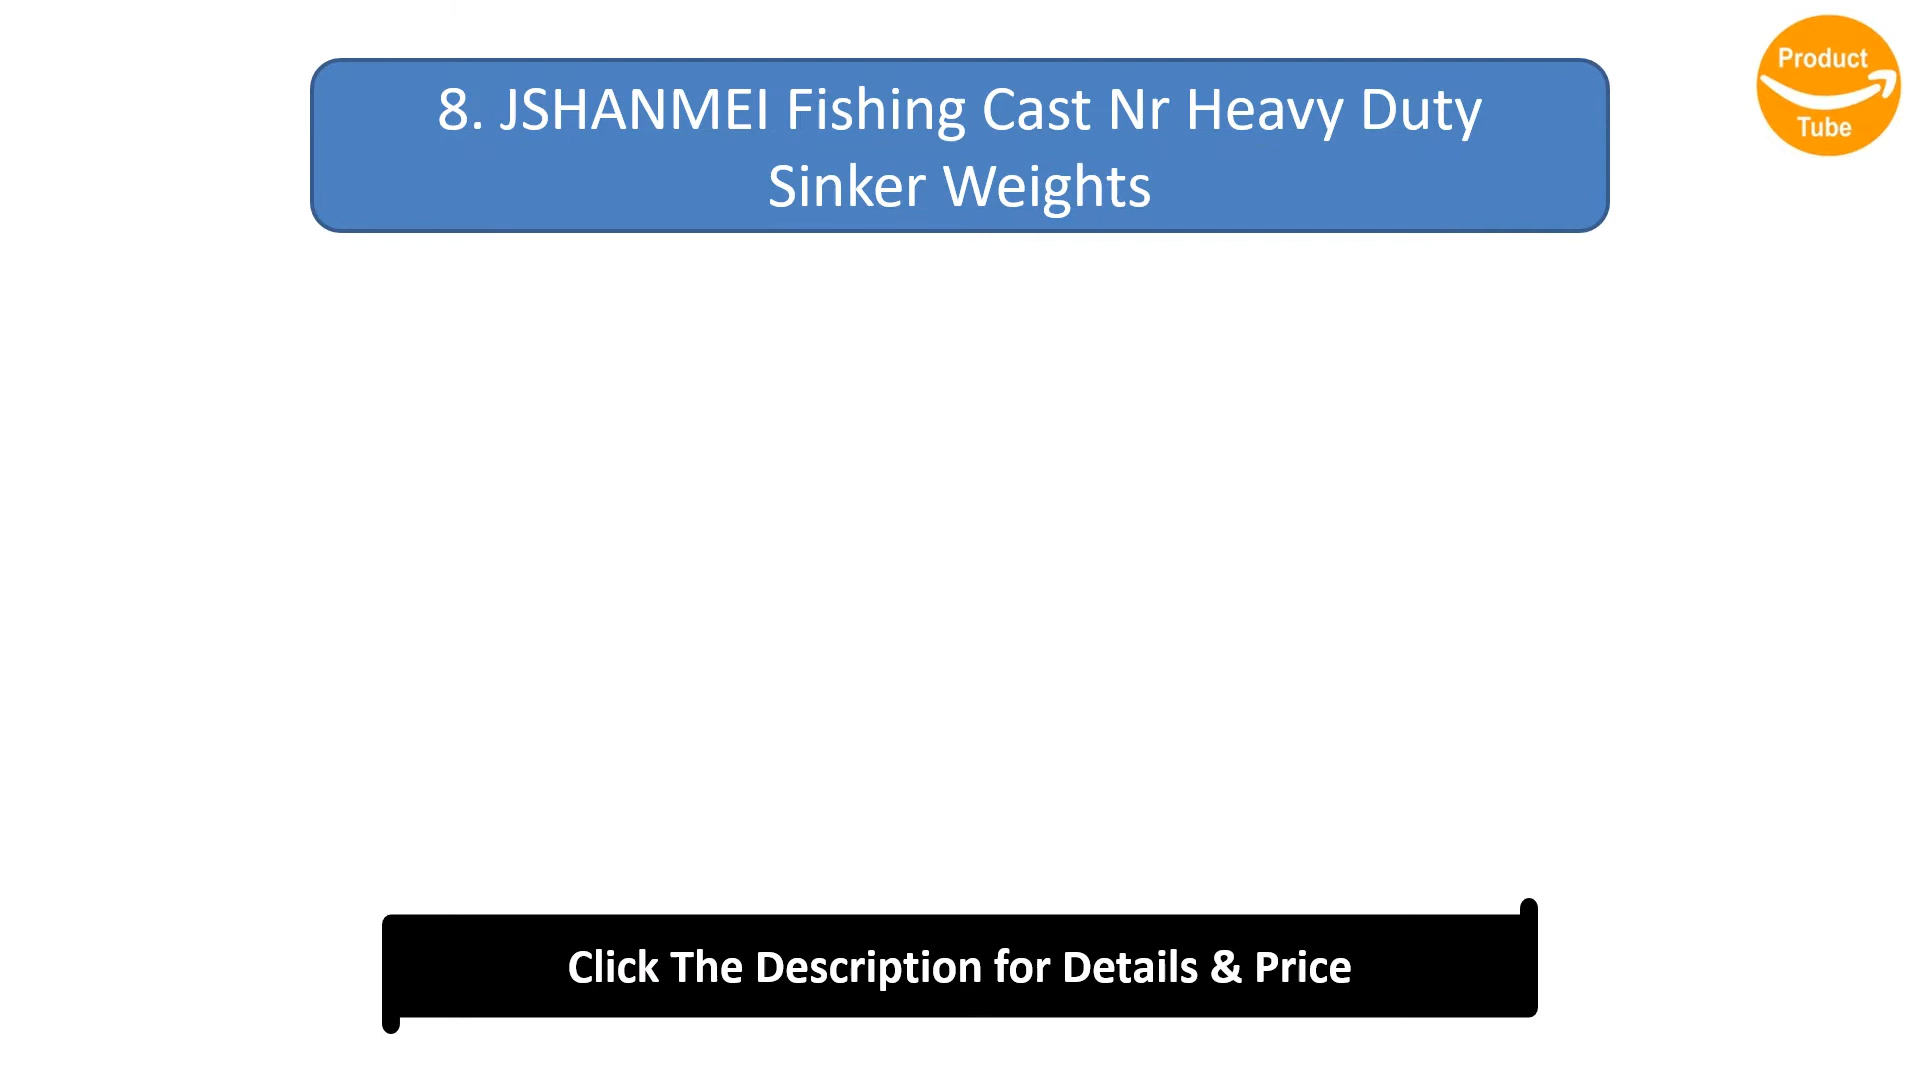 8. JSHANMEI Fishing Cast Nr Heavy Duty
Sinker Weights
Product
Tube
Click The Description for Details & Price